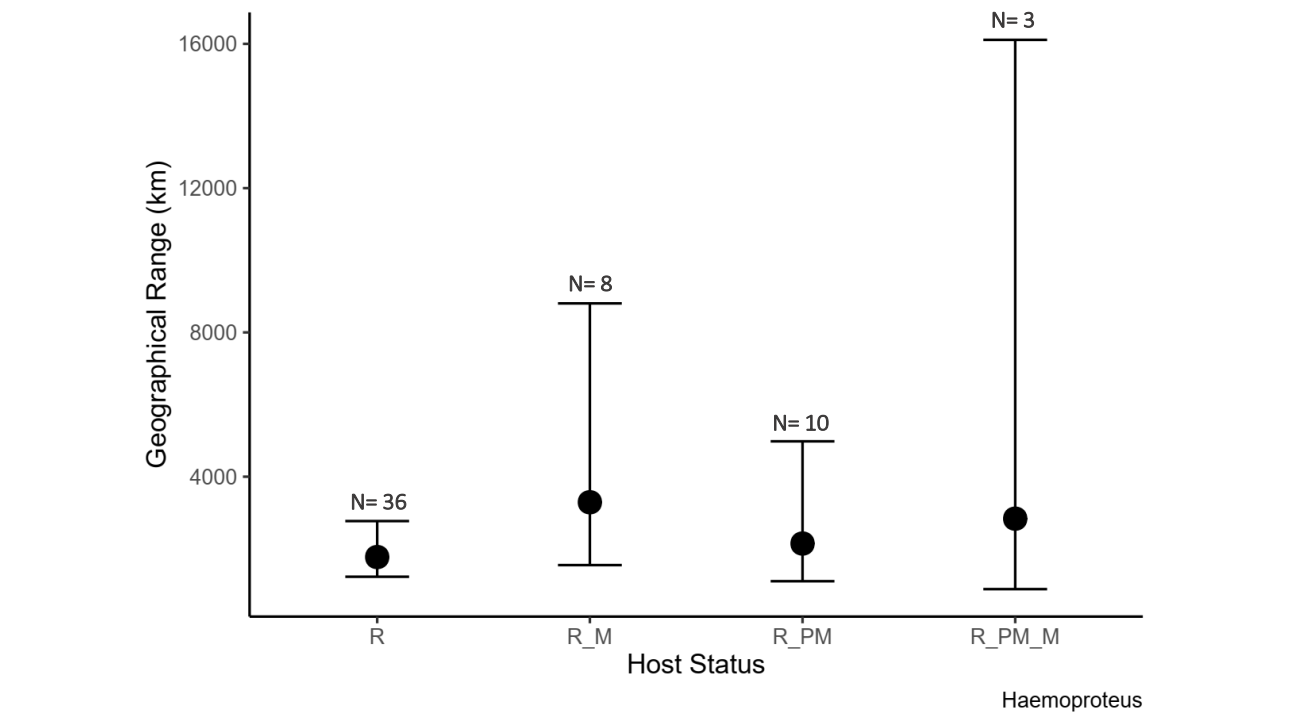 N= 3
16000
12000
N= 8
8000
N= 10
4000
N= 36
Geographical Range (km)
R
R_M
R_PM
R_PM_M
Host Status
Haemoproteus